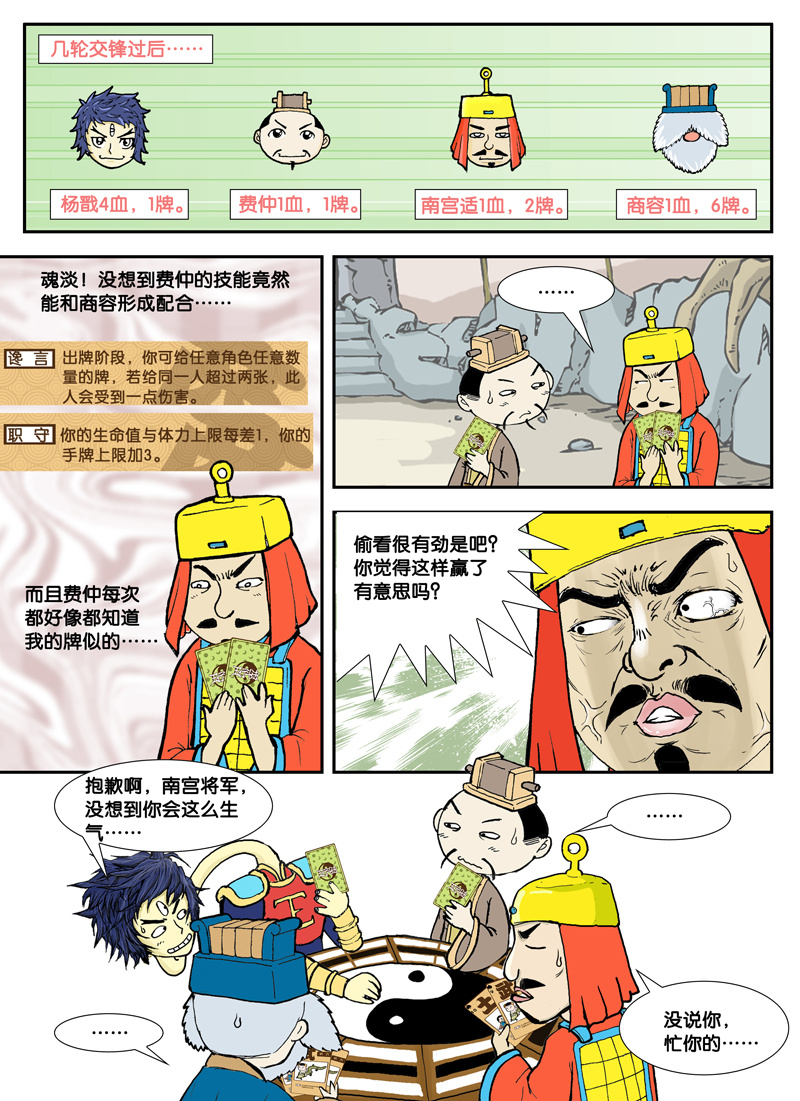 几轮交锋过后……
杨戬4血，1牌。
费仲1血，1牌。
南宫适1血，2牌。
商容1血，6牌。
魂淡！没想到费仲的技能竟然
能和商容形成配合……
谗言
出牌阶段，你可给任意角色任意数
量的牌，若给同一人超过两张，此
人会受到一点伤害。
职守
你的生命值与体力上限每差1，你的
手牌上限加3。
而且费仲每次
都好像都知道
我的牌似的……
……
偷看很有劲是吧？
你觉得这样赢了
有意思吗？
抱歉啊，南宫将军，
没想到你会这么生
气……
……
……
没说你，
忙你的……
士
武